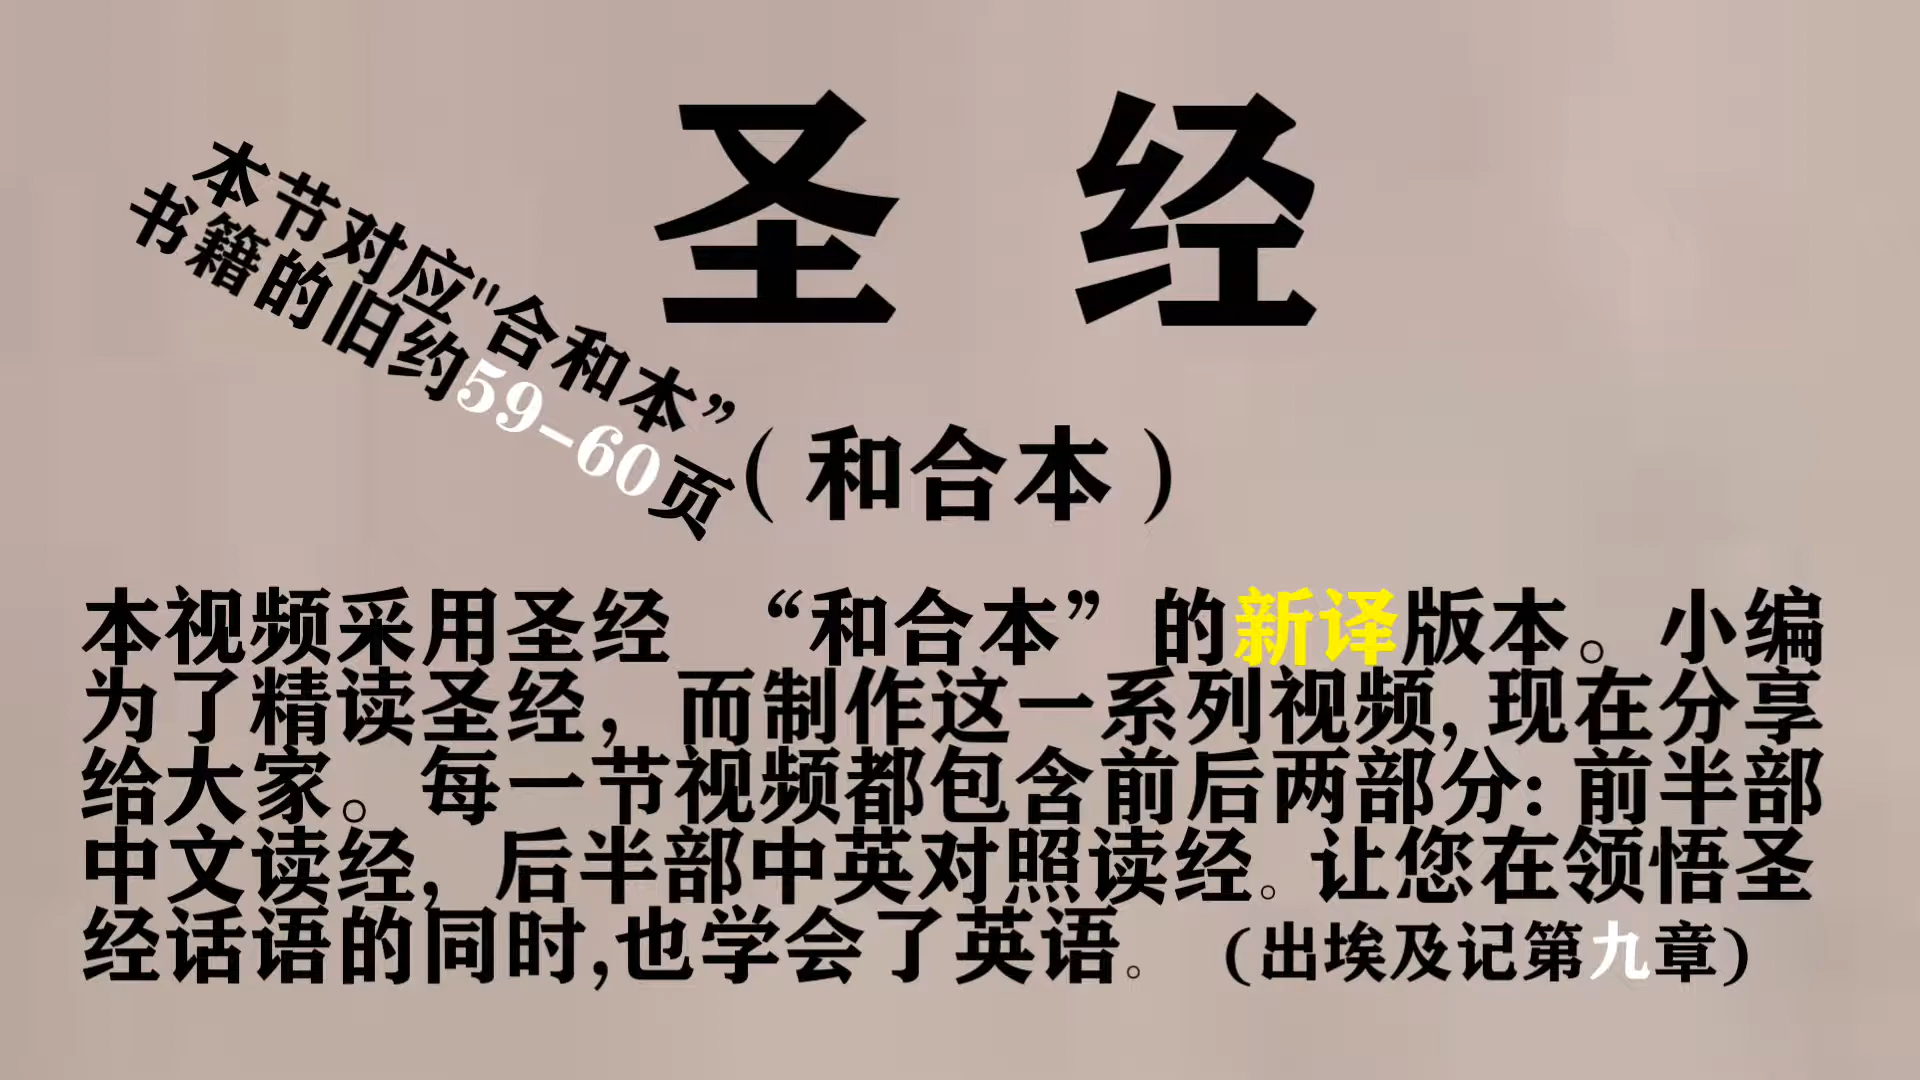 圣 经
本节对应"合和本”
书籍的旧约59-60页
（和合本）
本视频采用圣经 “和合本” 的新译版本。小编
为了精读圣经，而制作这一系列视频,现在分享
给大家。每一节视频都包含前后两部分:前半部
中文读经，后半部中英对照读经。让您在领悟圣
经话语的同时,也学会了英语。 (出埃及记第九章)